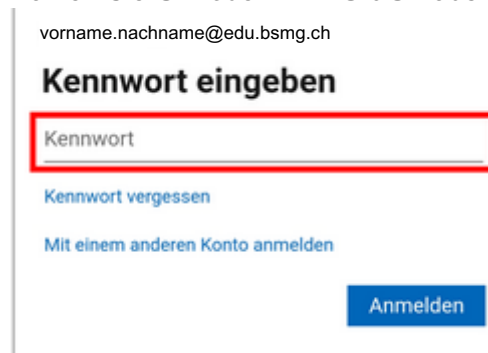 vorname.nachname@edu.bsmg.ch
Kennwort eingeben
Kennwort
Kennwort vergessen
Mit einem anderen Konto anmelden
Anmelden